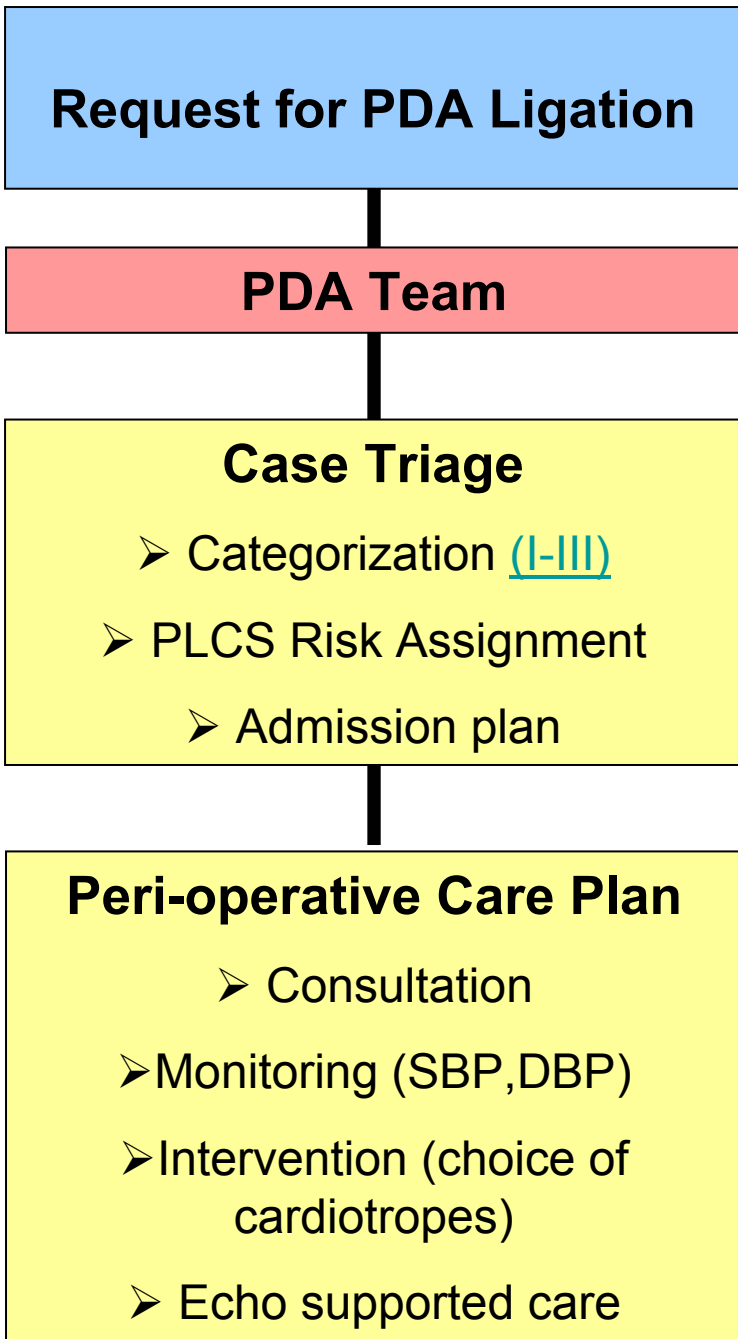 Request for PDA Ligation
PDA Team
Case Triage
➢ Categorization (I-III)
➢ PLCS Risk Assignment
➢ Admission plan
Peri-operative Care Plan
➢ Consultation
➢Monitoring (SBP,DBP)
➢Intervention (choice of
cardiotropes)
➢ Echo supported care